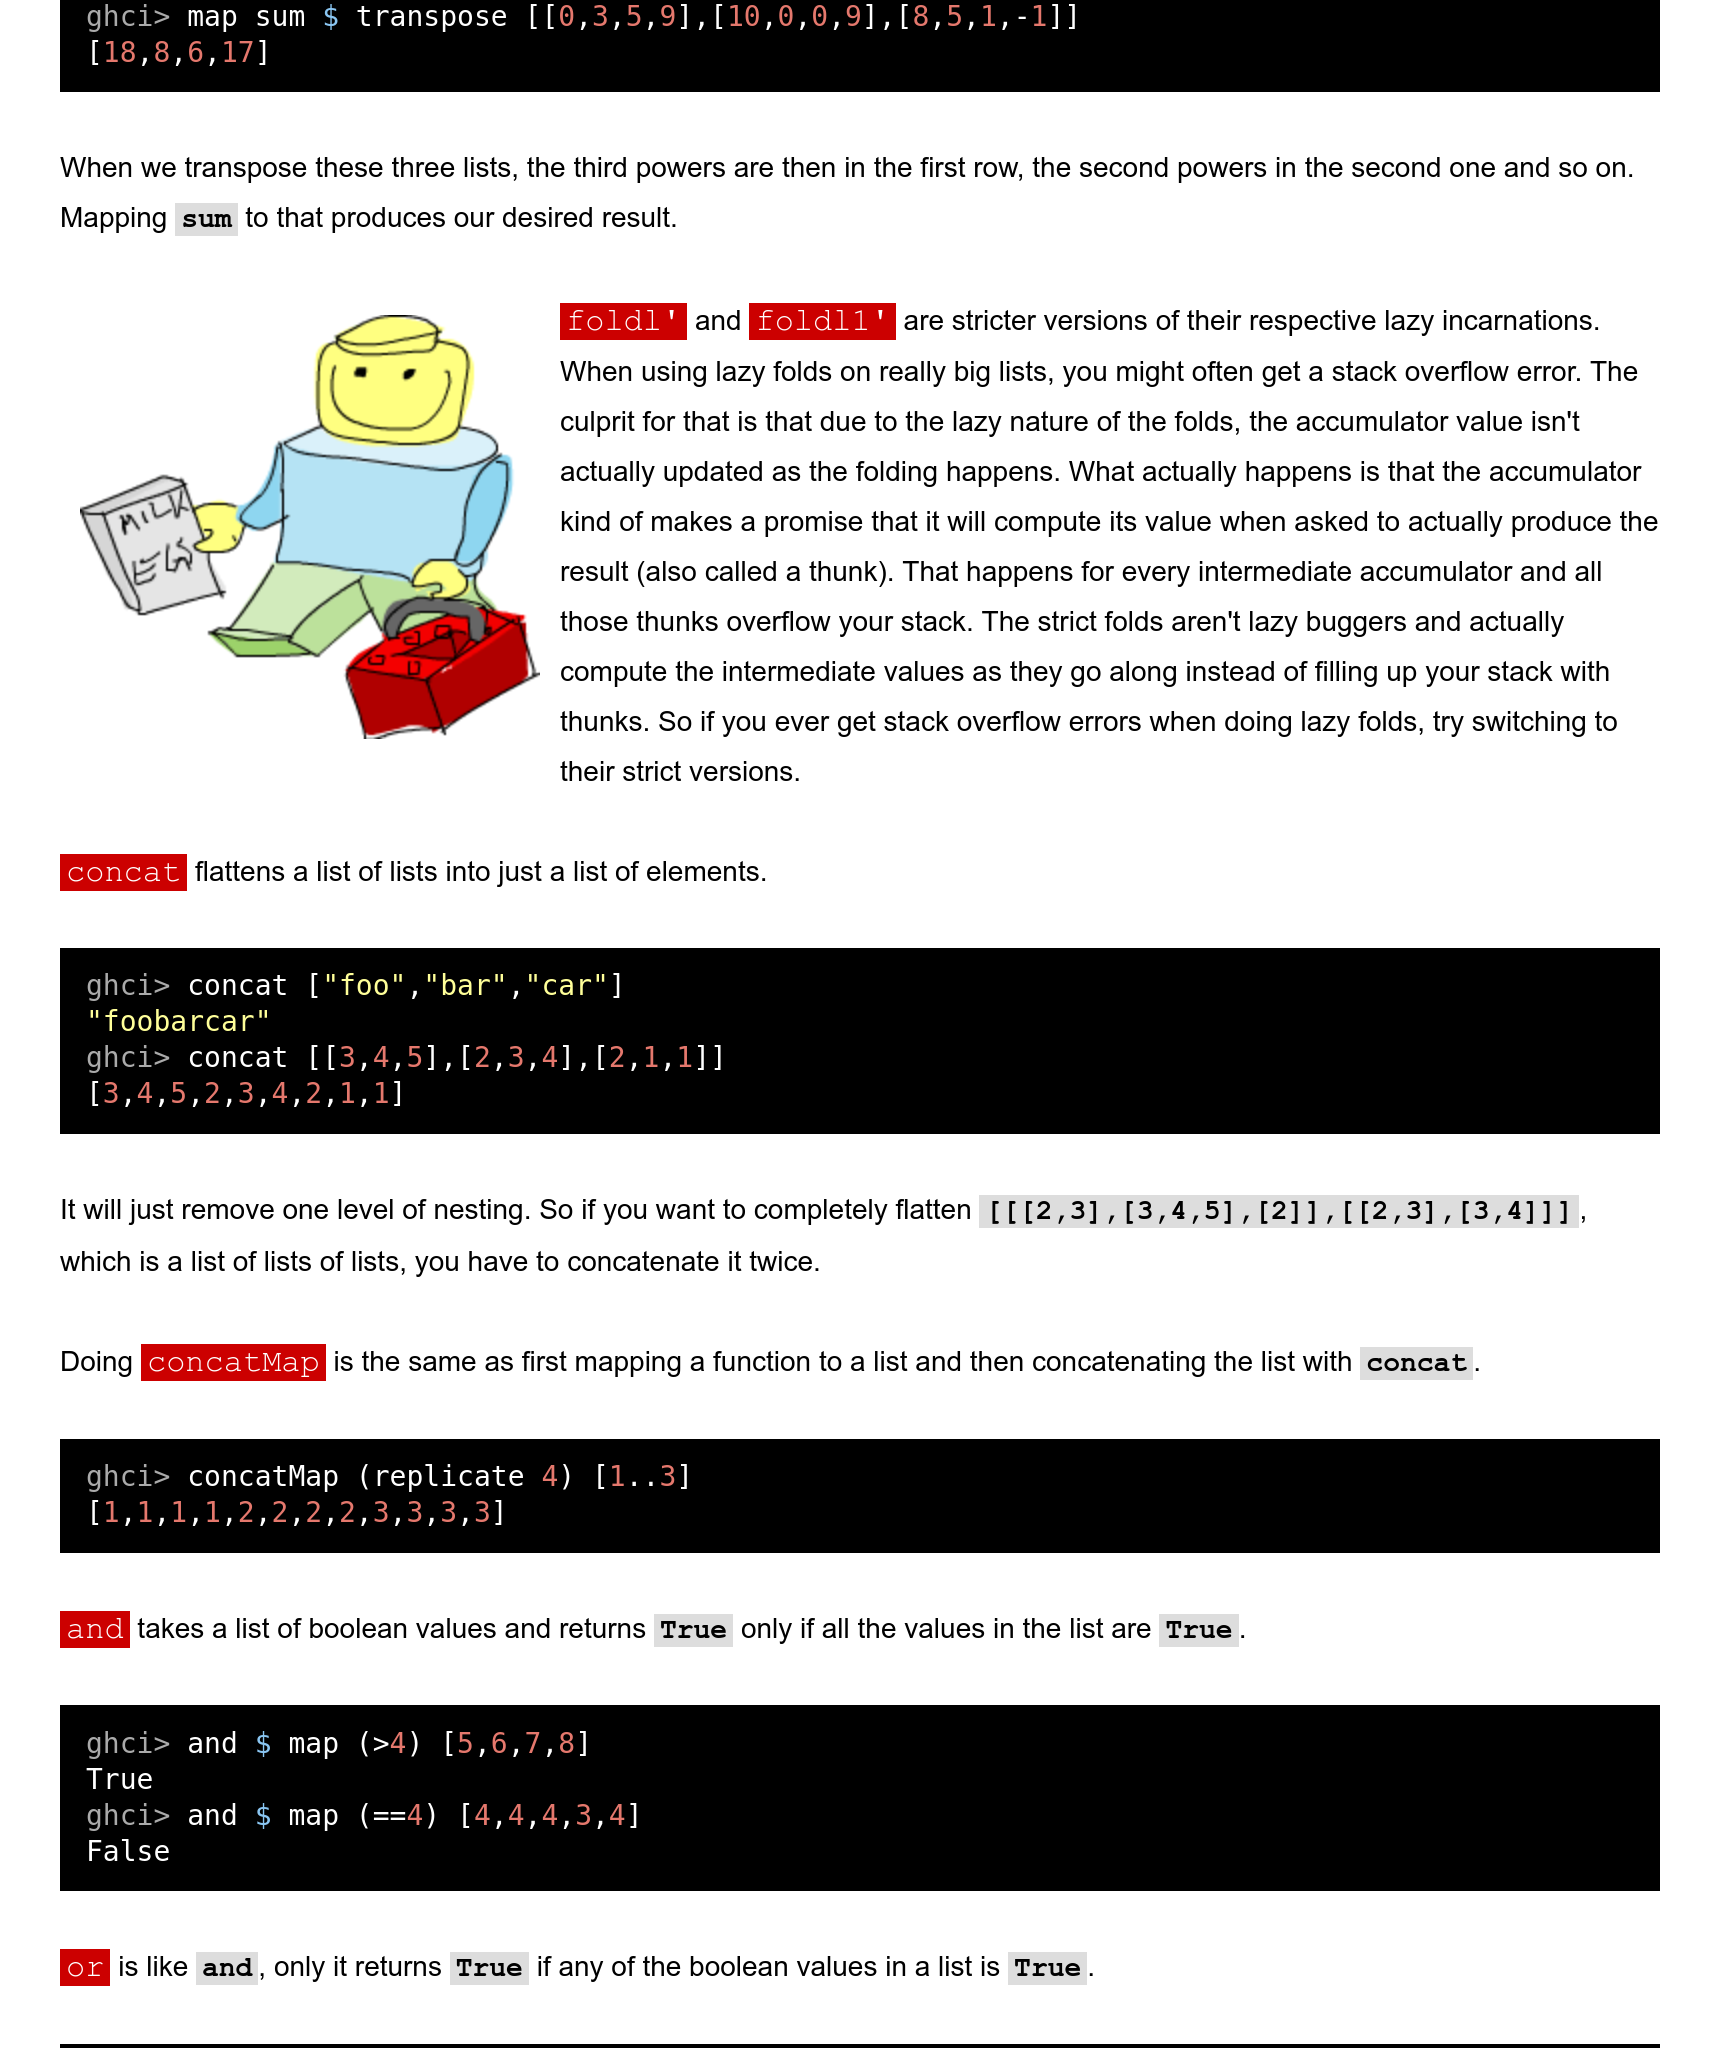 ghci> map sum $ transpose [[0,3,5,9],[10,0,0,9],[8,5,1,-1]]
[18,8,6,17]
When we transpose these three lists, the third powers are then in the first row, the second powers in the second one and so on.
Mapping sum to that produces our desired result.
MILK
EGGS
foldl' and foldl1' are stricter versions of their respective lazy incarnations.
When using lazy folds on really big lists, you might often get a stack overflow error. The
culprit for that is that due to the lazy nature of the folds, the accumulator value isn't
actually updated as the folding happens. What actually happens is that the accumulator
kind of makes a promise that it will compute its value when asked to actually produce the
result (also called a thunk). That happens for every intermediate accumulator and all
those thunks overflow your stack. The strict folds aren't lazy buggers and actually
compute the intermediate values as they go along instead of filling up your stack with
thunks. So if you ever get stack overflow errors when doing lazy folds, try switching to
their strict versions.
concat flattens a list of lists into just a list of elements.
ghci> concat ["foo","bar","car"]
"foobarcar"
ghci> concat [[3,4,5],[2,3,4],[2,1,1]]
[3,4,5,2,3,4,2,1,1]
It will just remove one level of nesting. So if you want to completely flatten [[[2,3],[3,4,5],[2]],[[2,3],[3,4]]],
which is a list of lists of lists, you have to concatenate it twice.
Doing concatMap is the same as first mapping a function to a list and then concatenating the list with concat.
ghci> concatMap (replicate 4) [1..3]
[1,1,1,1,2,2,2,2,3,3,3,3]
and takes a list of boolean values and returns True only if all the values in the list are True.
ghci> and $ map (>4) [5,6,7,8]
True
ghci> and $ map (==4) [4,4,4,3,4]
False
or is like and, only it returns True if any of the boolean values in a list is True.